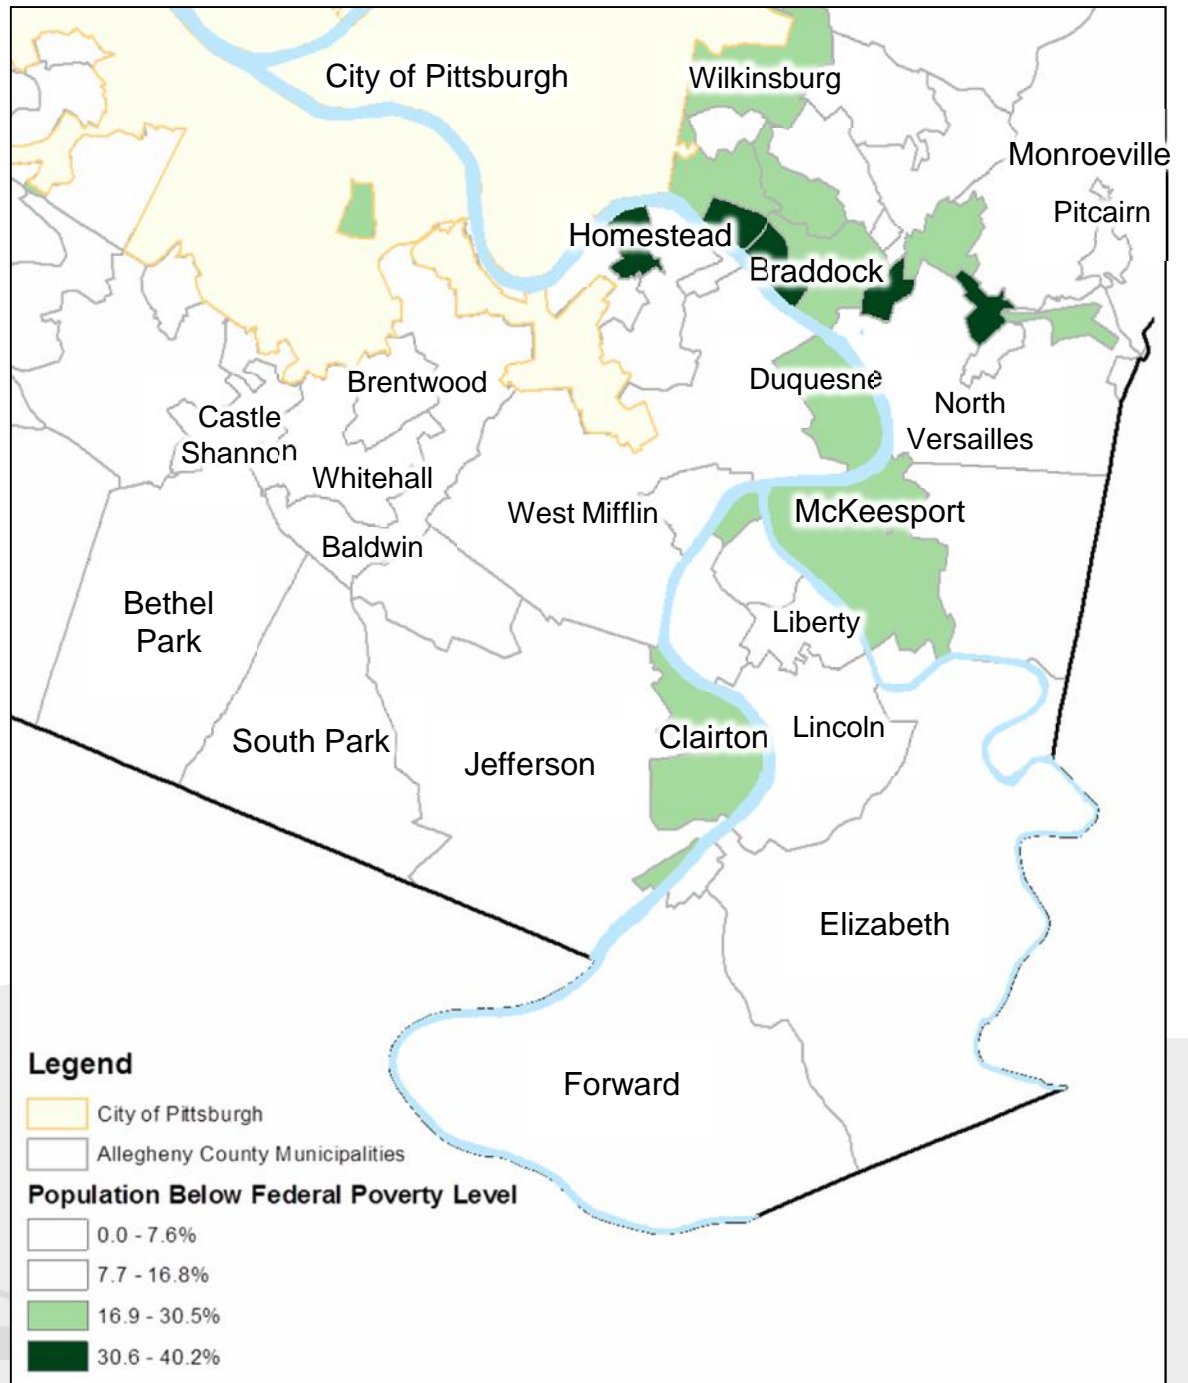 City of Pittsburgh
Wilkinsburg
Monroeville
Pitcairn
Homestead
Braddock
Duquesne
Brentwood
North
Versailles
Castle
Shannon
Whitehall
West Mifflin
McKeesport
Baldwin
Bethel
Park
Liberty
South Park
Jefferson
Clairton
Lincoln
Elizabeth
Forward
Legend
City of Pittsburgh
Allegheny County Municipalities
Population Below Federal Poverty Level
0.0 - 7.6%
7.7 - 16.8%
16.9 - 30.5%
30.6 - 40.2%